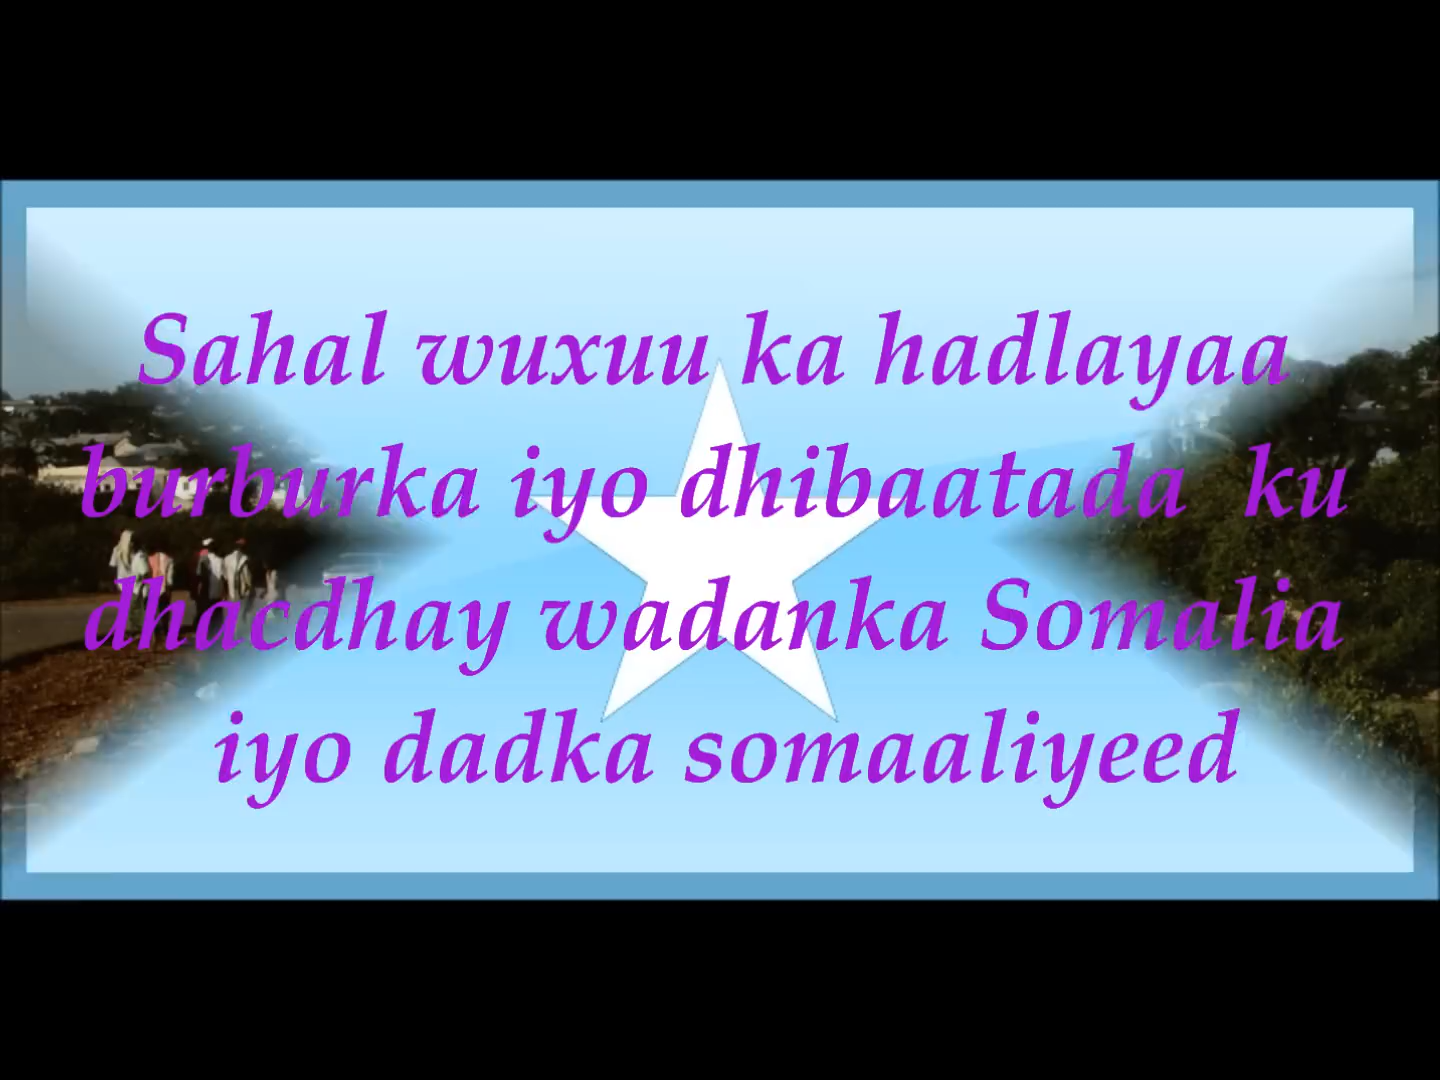 Sahal wuxuu ka hadlayaa
burburka iyo dhibaatada ku
dhacdhay wadanka Somalia
iyo dadka somaaliyeed